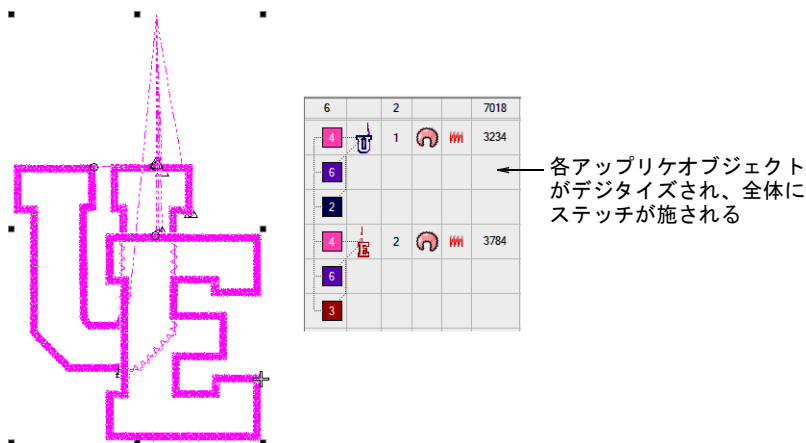 6 2 7018
4 1 3234
6
2
4 2 3784
6
3
各アップリケオブジェクト
がデジタイズされ、全体に
ステッチが施される